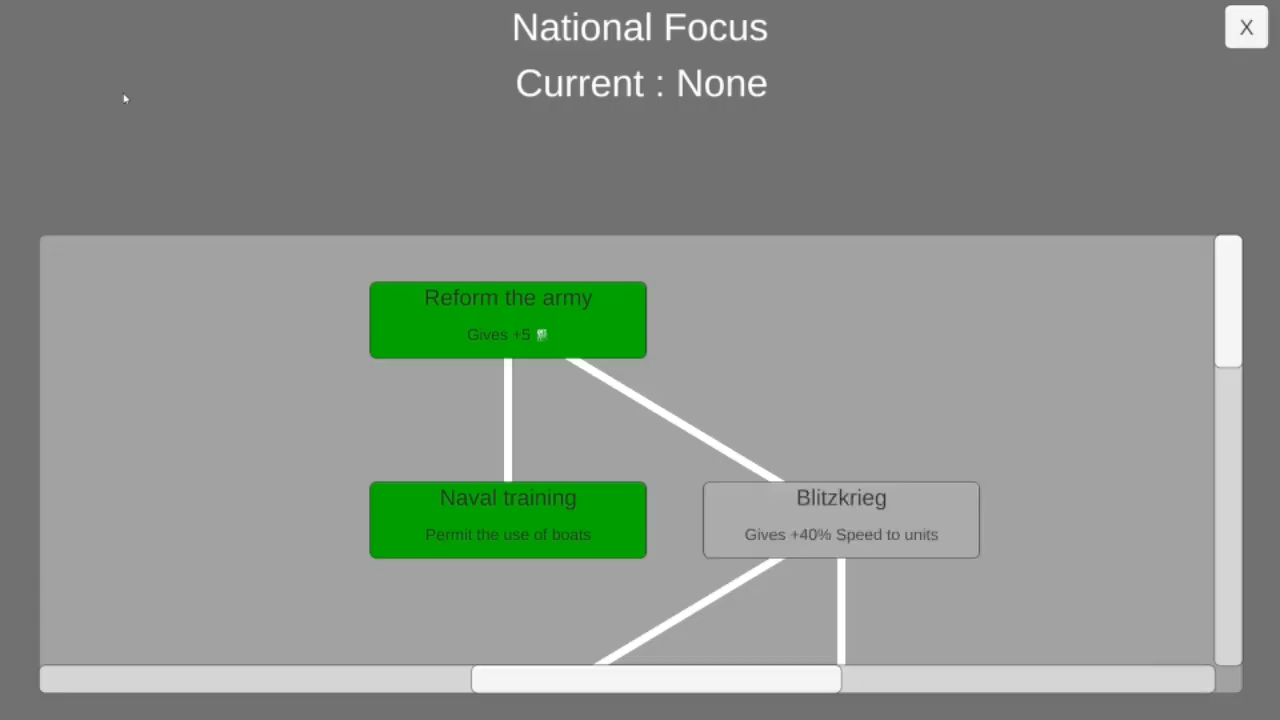 National Focus
X
Current : None
Reform the army
Gives +5
Naval training
Permit the use of boats
Blitzkrieg
Gives +40% Speed to units